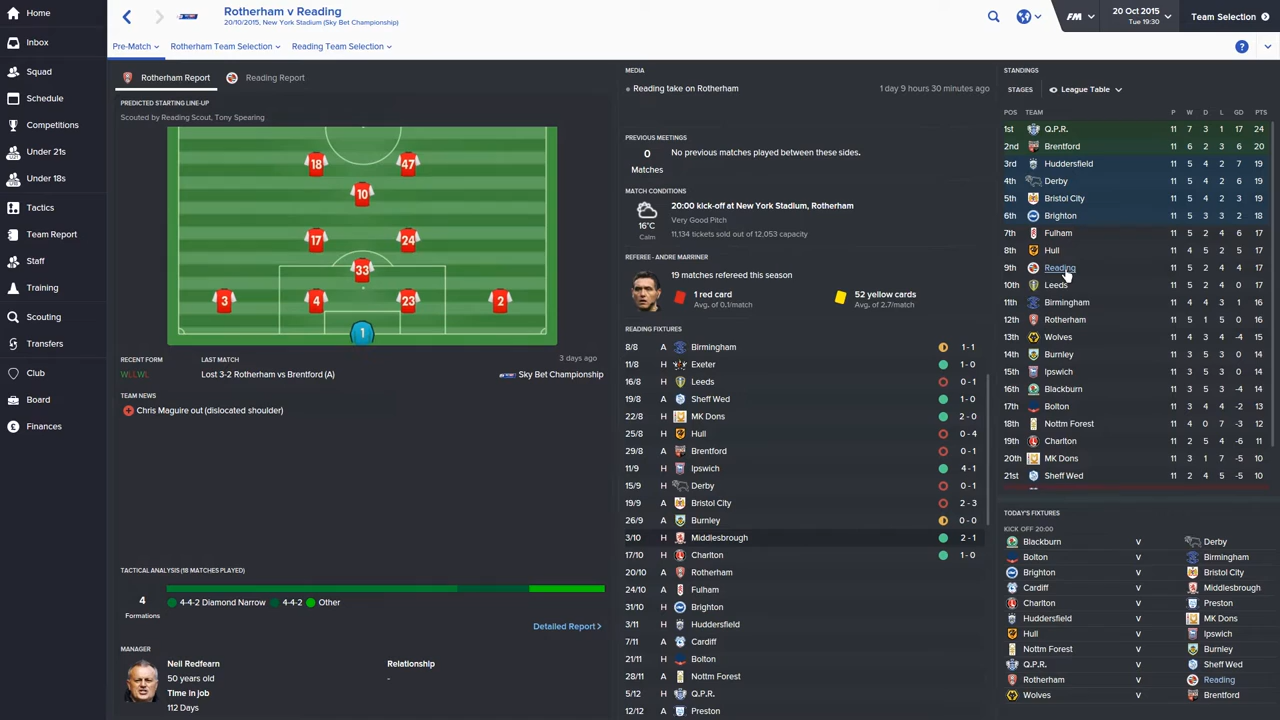 Home
Inbox
Squad
Schedule
Competitions
Under 21s
Under 18s
Tactics
Team Report
Staff
Training
Scouting
Transfers
Club
Board
Finances
Rotherham v Reading
20/10/2015, New York Stadium (Sky Bet Championship)
FM
20 Oct 2015
Tue 19:30
Team Selection
Pre-Match
Rotherham Team Selection
Reading Team Selection
?
Rotherham Report
Reading Report
PREDICTED STARTING LINE-UP
Scouted by Reading Scout, Tony Spearing
18 47
10
17 24
33
3 4 23 2
1
RECENT FORM
WLLWL
LAST MATCH
Lost 3-2 Rotherham vs Brentford (A)
3 days ago
Sky Bet Championship
TEAM NEWS
Chris Maguire out (dislocated shoulder)
TACTICAL ANALYSIS (18 MATCHES PLAYED)
4
Formations
4-4-2 Diamond Narrow 4-4-2 Other
Detailed Report >
MANAGER
Neil Redfearn
50 years old
Time in job
112 Days
Relationship
-
MEDIA
Reading take on Rotherham 1 day 9 hours 30 minutes ago
PREVIOUS MEETINGS
0
Matches
No previous matches played between these sides.
MATCH CONDITIONS
16°C
Calm
20:00 kick-off at New York Stadium, Rotherham
Very Good Pitch
11,134 tickets sold out of 12,053 capacity
REFEREE - ANDRE MARRINER
19 matches refereed this season
1 red card
Avg. of 0.1/match
52 yellow cards
Avg. of 2.7/match
READING FIXTURES
8/8 A Birmingham 1-1
11/8 H Exeter 1-0
16/8 H Leeds 0-1
19/8 A Sheff Wed 1-0
22/8 H MK Dons 2-0
25/8 H Hull 0-4
29/8 A Brentford 0-1
11/9 H Ipswich 4-1
15/9 H Derby 0-1
19/9 A Bristol City 2-3
26/9 A Burnley 0-0
3/10 H Middlesbrough 2-1
17/10 H Charlton 1-0
20/10 A Rotherham
24/10 A Fulham
31/10 H Brighton
3/11 H Huddersfield
7/11 A Cardiff
21/11 H Bolton
28/11 A Nottm Forest
5/12 H Q.P.R.
12/12 A Preston
STANDINGS
STAGES League Table
POS TEAM P W D L GD PTS
1st Q.P.R. 11 7 3 1 17 24
2nd Brentford 11 6 2 3 6 20
3rd Huddersfield 11 5 4 2 7 19
4th Derby 11 5 4 2 6 19
5th Bristol City 11 5 4 2 3 19
6th Brighton 11 5 3 3 2 18
7th Fulham 11 5 2 4 6 17
8th Hull 11 4 5 2 5 17
9th Reading 11 5 2 4 4 17
10th Leeds 11 5 2 4 0 17
11th Birmingham 11 4 4 3 1 16
12th Rotherham 11 5 1 5 0 16
13th Wolves 11 4 3 4 1 15
14th Burnley 11 3 5 3 0 14
15th Ipswich 11 3 5 3 0 14
16th Blackburn 11 3 5 3 -4 14
17th Bolton 11 3 4 4 -2 13
18th Nottm Forest 11 4 0 7 -3 12
19th Charlton 11 2 5 4 -6 11
20th MK Dons 11 3 1 7 -5 10
21st Sheff Wed 11 2 4 5 -5 10
TODAY'S FIXTURES
KICK OFF 20:00
Blackburn v Derby
Bolton v Birmingham
Brighton v Bristol City
Cardiff v Middlesbrough
Charlton v Preston
Huddersfield v MK Dons
Hull v Ipswich
Nottm Forest v Burnley
Q.P.R. v Sheff Wed
Rotherham v Reading
Wolves v Brentford